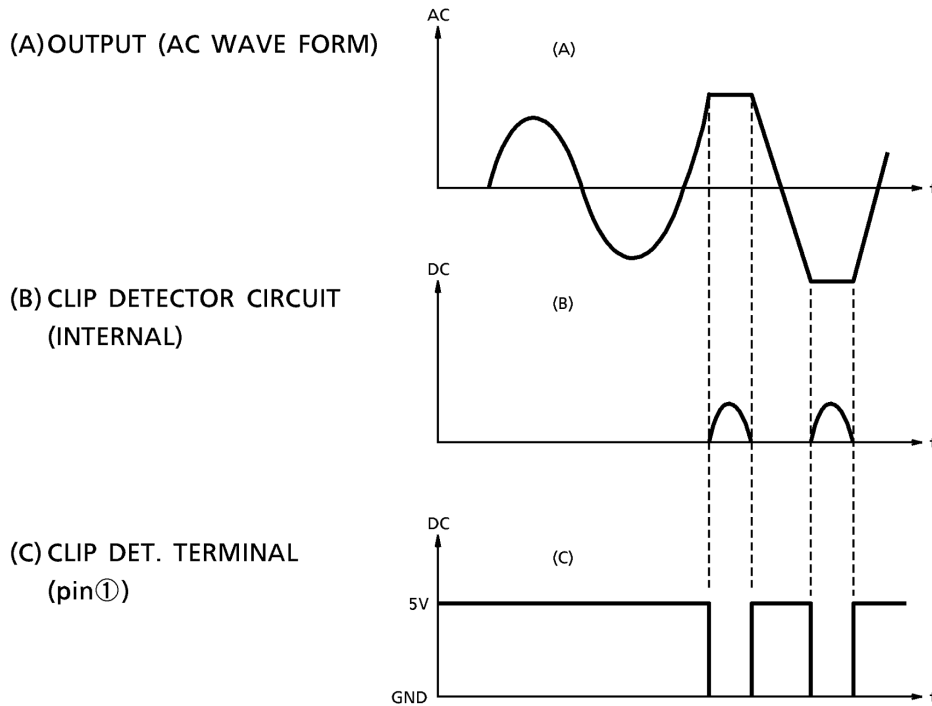 AC
(A) OUTPUT (AC WAVE FORM)
(A)
t
DC
(B) CLIP DETECTOR CIRCUIT
(INTERNAL)
(B)
t
DC
(C) CLIP DET. TERMINAL
(pin①)
(C)
5V
GND
t